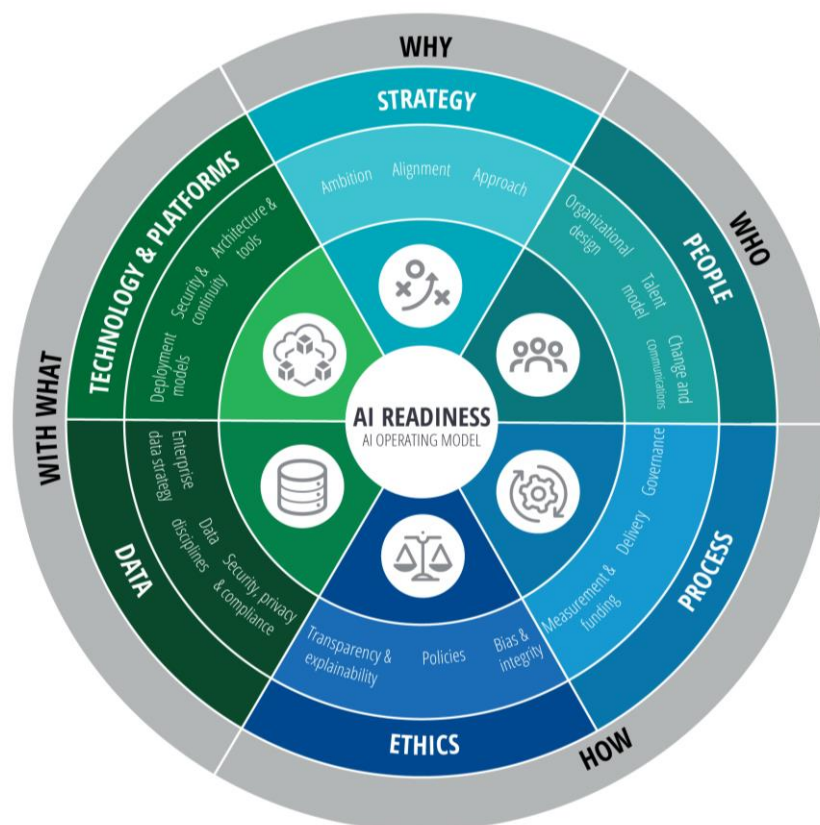 WHY
STRATEGY
Ambition
Alignment
Approach
WHO
PEOPLE
Organizational
design
Talent
model
Change and
communications
HOW
PROCESS
Governance
Delivery
Measurement &
funding
ETHICS
Bias &
integrity
Policies
Transparency &
explainability
WITH WHAT
DATA
Security, privacy
& compliance
Data
disciplines
Enterprise
data strategy
TECHNOLOGY & PLATFORMS
Deployment
models
Security &
continuity
Architecture &
tools
AI READINESS
AI OPERATING MODEL